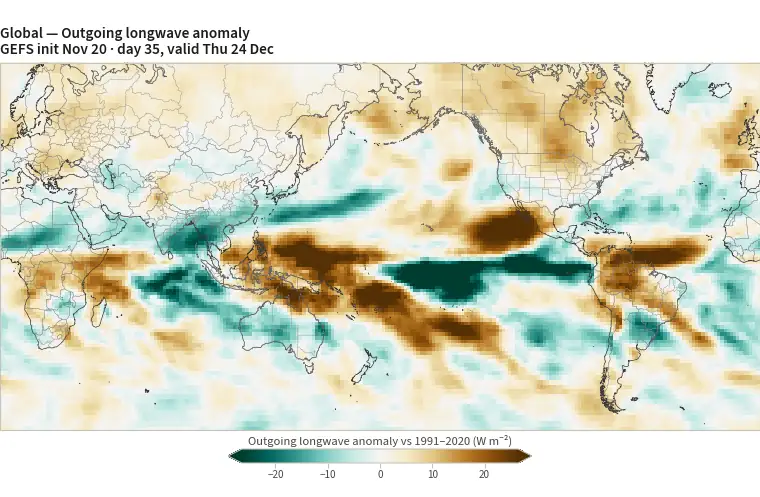 Global — Outgoing longwave anomaly
GEFS init Nov 20 · day 35, valid Thu 24 Dec
Outgoing longwave anomaly vs 1991–2020 (W m⁻²)
−20 −10 0 10 20